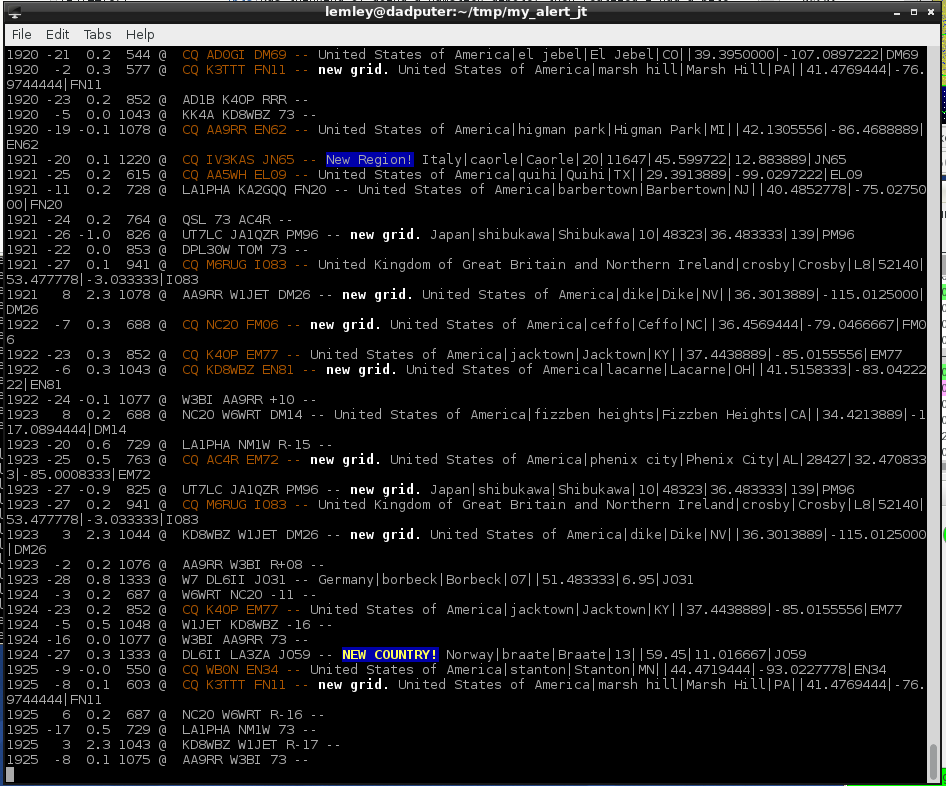 lemley@dadputer:~/tmp/my_alert_jt
File Edit Tabs Help
1920 -21 0.2 544 @ CQ AD0GI DM69 -- United States of America|el jebel|El Jebel|CO||39.3950000|-107.0897222|DM69
1920 -2 0.3 577 @ CQ K3TTT FN11 -- new grid. United States of America|marsh hill|Marsh Hill|PA||41.4769444|-76.
9744444|FN11
1920 -23 0.2 852 @ AD1B K4OP RRR --
1920 -5 0.0 1043 @ KK4A KD8WBZ 73 --
1920 -19 -0.1 1078 @ CQ AA9RR EN62 -- United States of America|higman park|Higman Park|MI||42.1305556|-86.4688889|
EN62
1921 -20 0.1 1220 @ CQ IV3KAS JN65 -- New Region! Italy|caorle|Caorle|20|11647|45.599722|12.883889|JN65
1921 -25 0.2 615 @ CQ AA5WH EL09 -- United States of America|quihi|Quihi|TX||29.3913889|-99.0297222|EL09
1921 -11 0.2 728 @ LA1PHA KA2GQQ FN20 -- United States of America|barbertown|Barbertown|NJ||40.4852778|-75.02750
00|FN20
1921 -24 0.2 764 @ QSL 73 AC4R --
1921 -26 -1.0 826 @ UT7LC JA1QZR PM96 -- new grid. Japan|shibukawa|Shibukawa|10|48323|36.483333|139|PM96
1921 -22 0.0 853 @ DPL30W TOM 73 --
1921 -27 0.1 941 @ CQ M6RUG IO83 -- United Kingdom of Great Britain and Northern Ireland|crosby|Crosby|L8|52140|
53.477778|-3.033333|IO83
1921 8 2.3 1078 @ AA9RR W1JET DM26 -- new grid. United States of America|dike|Dike|NV||36.3013889|-115.0125000|
DM26
1922 -7 0.3 688 @ CQ NC2O FM06 -- new grid. United States of America|ceffo|Ceffo|NC||36.4569444|-79.0466667|FM0
6
1922 -23 0.3 852 @ CQ K4OP EM77 -- United States of America|jacktown|Jacktown|KY||37.4438889|-85.0155556|EM77
1922 -6 0.3 1043 @ CQ KD8WBZ EN81 -- new grid. United States of America|lacarne|Lacarne|OH||41.5158333|-83.04222
22|EN81
1922 -24 -0.1 1077 @ W3BI AA9RR +10 --
1923 8 0.2 688 @ NC2O W6WRT DM14 -- United States of America|fizzben heights|Fizzben Heights|CA||34.4213889|-1
17.0894444|DM14
1923 -20 0.6 729 @ LA1PHA NM1W R-15 --
1923 -25 0.5 763 @ CQ AC4R EM72 -- new grid. United States of America|phenix city|Phenix City|AL|28427|32.470833
3|-85.0008333|EM72
1923 -27 -0.9 825 @ UT7LC JA1QZR PM96 -- new grid. Japan|shibukawa|Shibukawa|10|48323|36.483333|139|PM96
1923 -27 0.2 941 @ CQ M6RUG IO83 -- United Kingdom of Great Britain and Northern Ireland|crosby|Crosby|L8|52140|
53.477778|-3.033333|IO83
1923 3 2.3 1044 @ KD8WBZ W1JET DM26 -- new grid. United States of America|dike|Dike|NV||36.3013889|-115.0125000
|DM26
1923 -2 0.2 1076 @ AA9RR W3BI R+08 --
1923 -28 0.8 1333 @ W7 DL6II JO31 -- Germany|borbeck|Borbeck|07||51.483333|6.95|JO31
1924 -3 0.2 687 @ W6WRT NC2O -11 --
1924 -23 0.2 852 @ CQ K4OP EM77 -- United States of America|jacktown|Jacktown|KY||37.4438889|-85.0155556|EM77
1924 -5 0.5 1048 @ W1JET KD8WBZ -16 --
1924 -16 0.0 1077 @ W3BI AA9RR 73 --
1924 -27 0.3 1333 @ DL6II LA3ZA JO59 -- NEW COUNTRY! Norway|braate|Braate|13||59.45|11.016667|JO59
1925 -9 -0.0 550 @ CQ WB0N EN34 -- United States of America|stanton|Stanton|MN||44.4719444|-93.0227778|EN34
1925 -8 0.1 603 @ CQ K3TTT FN11 -- new grid. United States of America|marsh hill|Marsh Hill|PA||41.4769444|-76.
9744444|FN11
1925 6 0.2 687 @ NC2O W6WRT R-16 --
1925 -17 0.5 729 @ LA1PHA NM1W 73 --
1925 3 2.3 1043 @ KD8WBZ W1JET R-17 --
1925 -8 0.1 1075 @ AA9RR W3BI 73 --